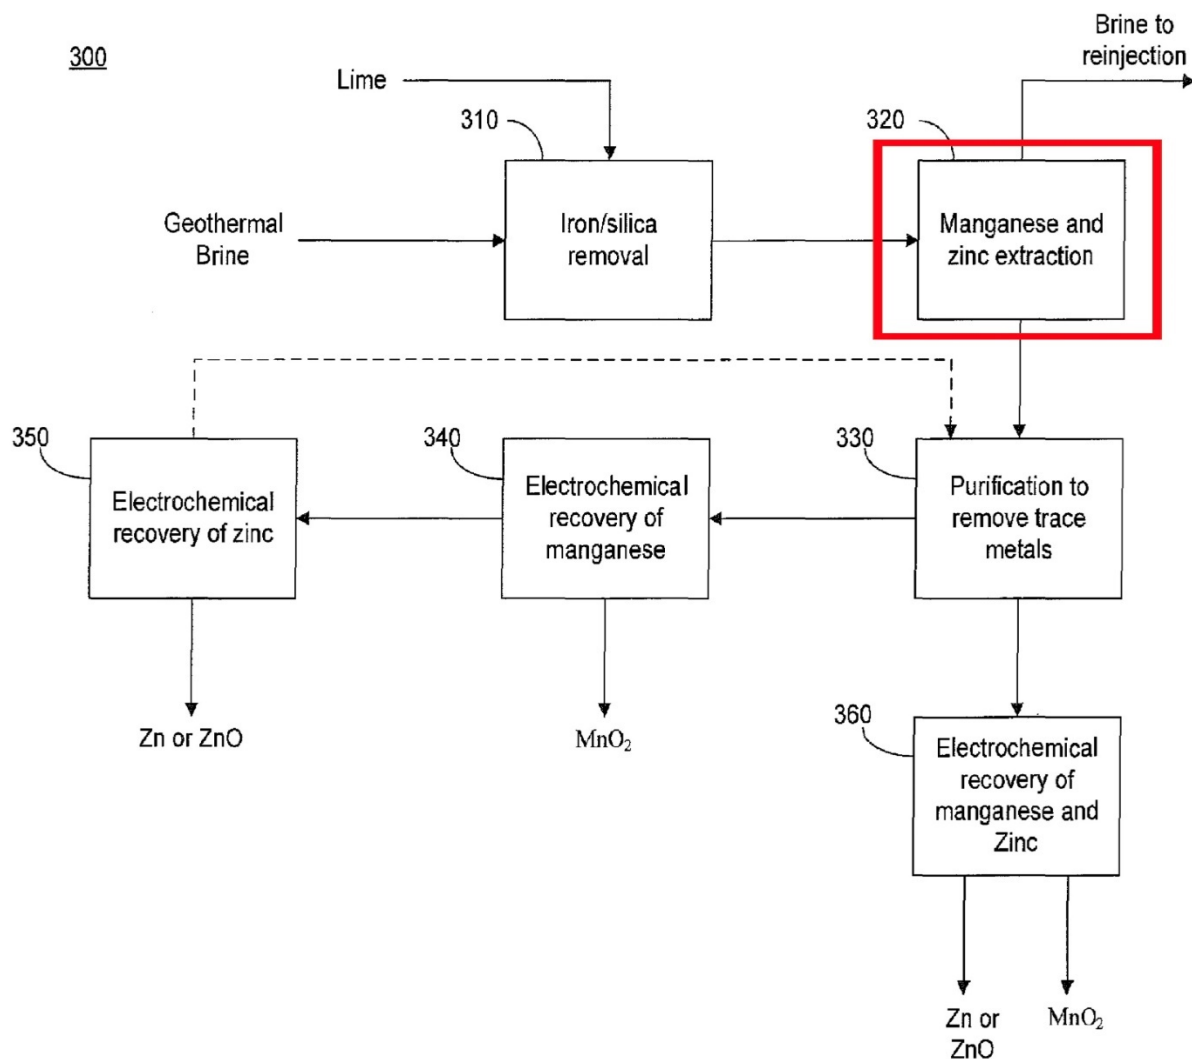 300
Brine to
reinjection
Lime
310
320
Geothermal
Brine
Iron/silica
removal
Manganese and
zinc extraction
350
340
330
Electrochemical
recovery of zinc
Electrochemical
recovery of
manganese
Purification to
remove trace
metals
Zn or ZnO
MnO₂
360
Electrochemical
recovery of
manganese and
Zinc
Zn or
ZnO
MnO₂